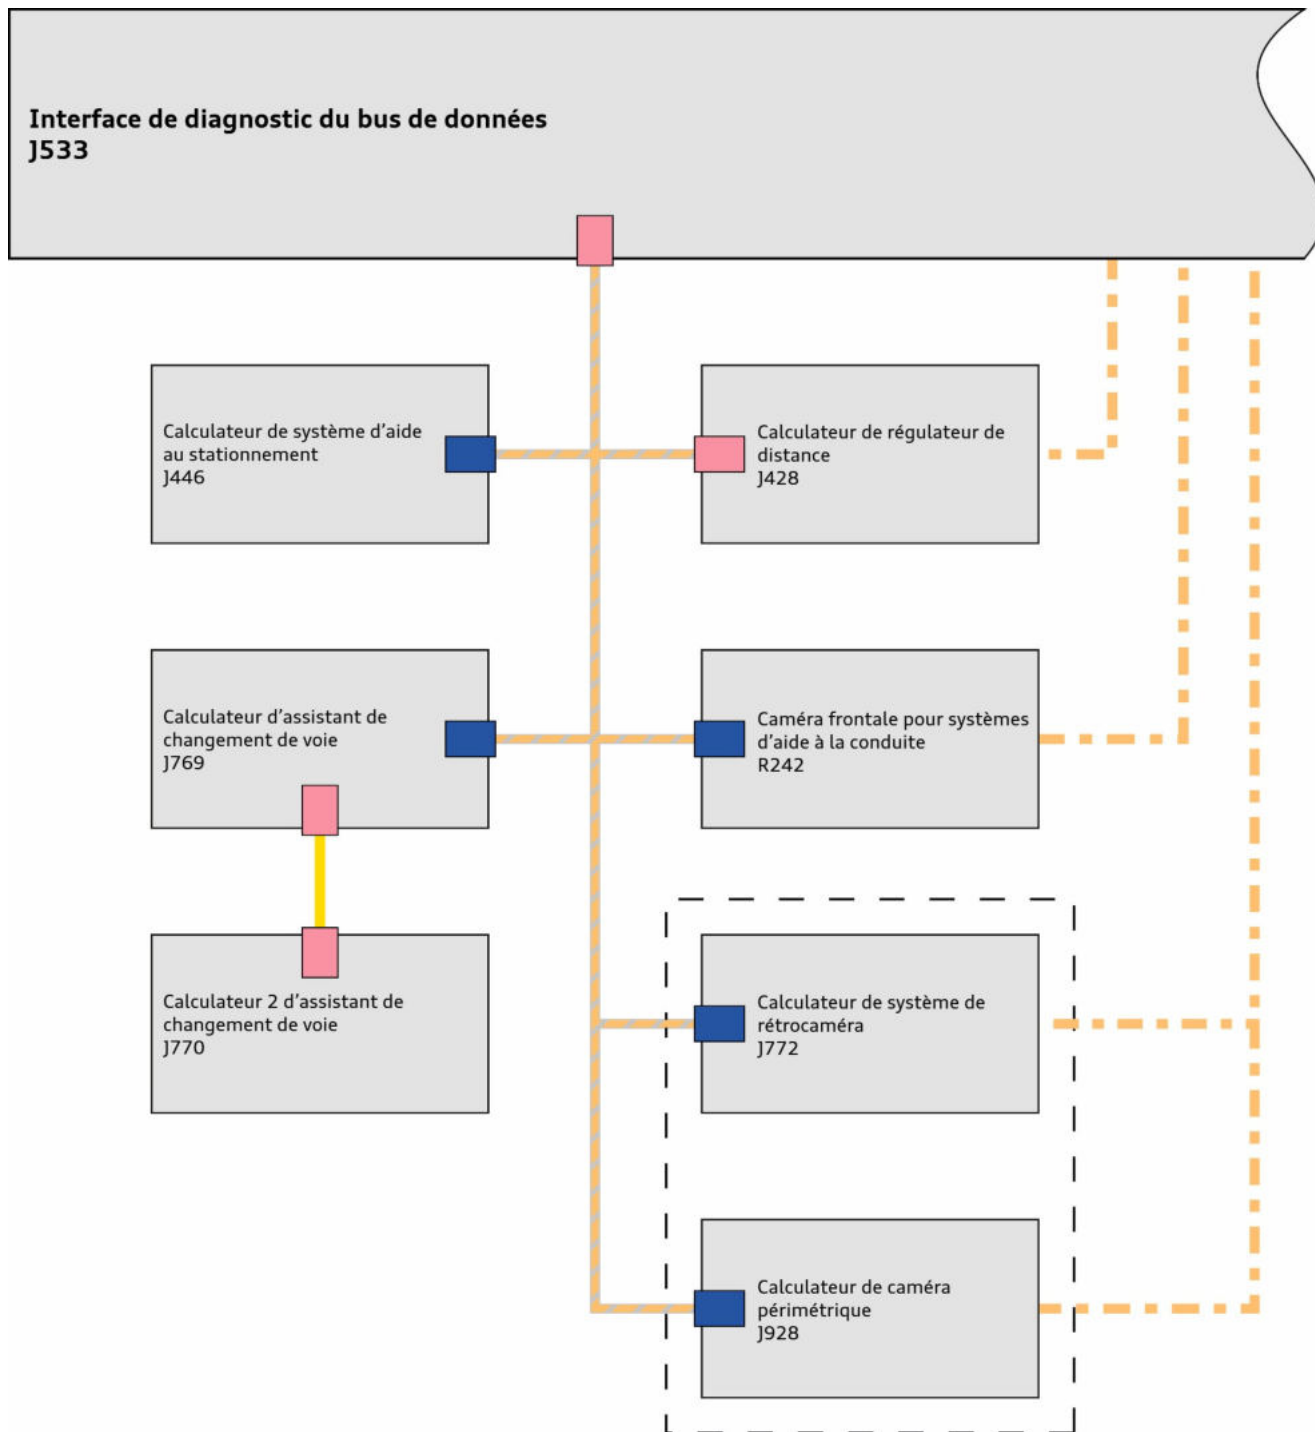 Interface de diagnostic du bus de données
J533
Calculateur de système d’aide
au stationnement
J446
Calculateur de régulateur de
distance
J428
Calculateur d’assistant de
changement de voie
J769
Caméra frontale pour systèmes
d’aide à la conduite
R242
Calculateur 2 d’assistant de
changement de voie
J770
Calculateur de système de
rétrocaméra
J772
Calculateur de caméra
périmétrique
J928